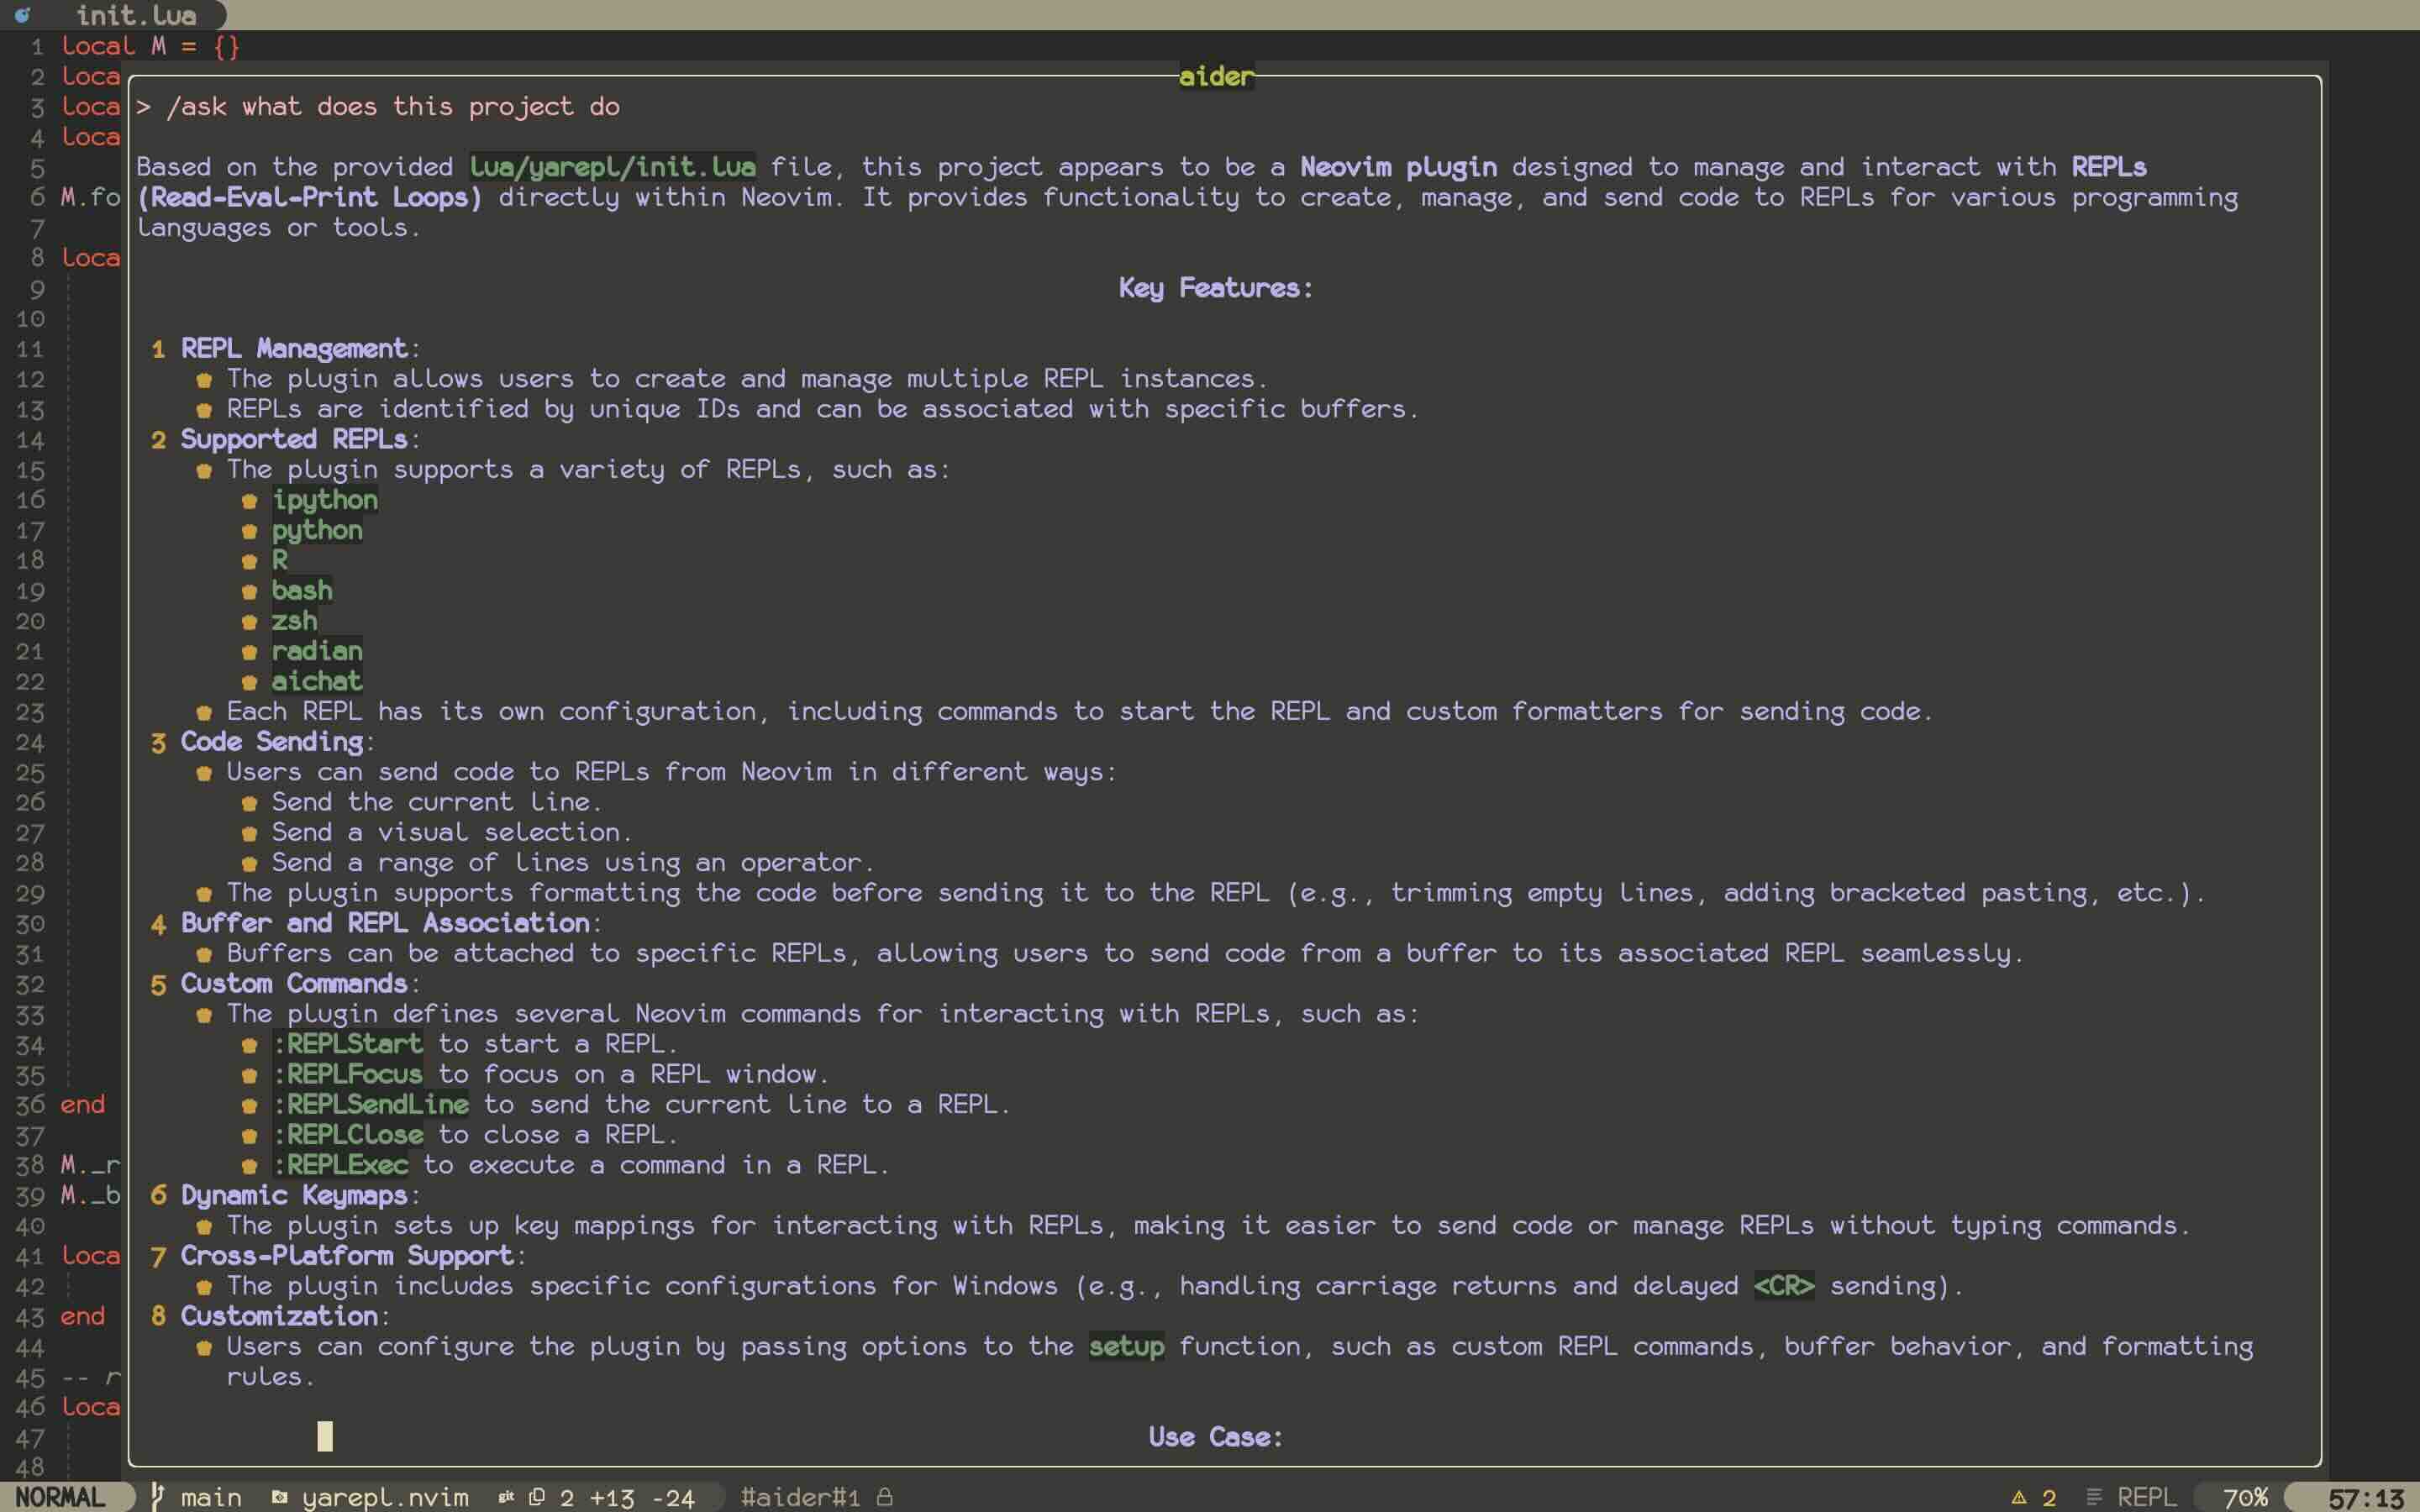 init.lua
1 local M = {}
2 loca
3 loca
4 loca
5
6 M.fo
7
8 loca
9
10
11
12
13
14
15
16
17
18
19
20
21
22
23
24
25
26
27
28
29
30
31
32
33
34
35
36 end
37
38 M._r
39 M._b
40
41 loca
42
43 end
44
45 -- r
46 loca
47
48
aider
> /ask what does this project do
Based on the provided lua/yarepl/init.lua file, this project appears to be a Neovim plugin designed to manage and interact with REPLs
(Read-Eval-Print Loops) directly within Neovim. It provides functionality to create, manage, and send code to REPLs for various programming
languages or tools.
Key Features:
1 REPL Management:
The plugin allows users to create and manage multiple REPL instances.
REPLs are identified by unique IDs and can be associated with specific buffers.
2 Supported REPLs:
The plugin supports a variety of REPLs, such as:
ipython
python
R
bash
zsh
radian
aichat
Each REPL has its own configuration, including commands to start the REPL and custom formatters for sending code.
3 Code Sending:
Users can send code to REPLs from Neovim in different ways:
Send the current line.
Send a visual selection.
Send a range of lines using an operator.
The plugin supports formatting the code before sending it to the REPL (e.g., trimming empty lines, adding bracketed pasting, etc.).
4 Buffer and REPL Association:
Buffers can be attached to specific REPLs, allowing users to send code from a buffer to its associated REPL seamlessly.
5 Custom Commands:
The plugin defines several Neovim commands for interacting with REPLs, such as:
:REPLStart to start a REPL.
:REPLFocus to focus on a REPL window.
:REPLSendLine to send the current line to a REPL.
:REPLClose to close a REPL.
:REPLExec to execute a command in a REPL.
6 Dynamic Keymaps:
The plugin sets up key mappings for interacting with REPLs, making it easier to send code or manage REPLs without typing commands.
7 Cross-Platform Support:
The plugin includes specific configurations for Windows (e.g., handling carriage returns and delayed <CR> sending).
8 Customization:
Users can configure the plugin by passing options to the setup function, such as custom REPL commands, buffer behavior, and formatting
rules.
Use Case:
NORMAL main yarepl.nvim git 2 +13 -24 #aider#1 2 REPL 70% 57:13